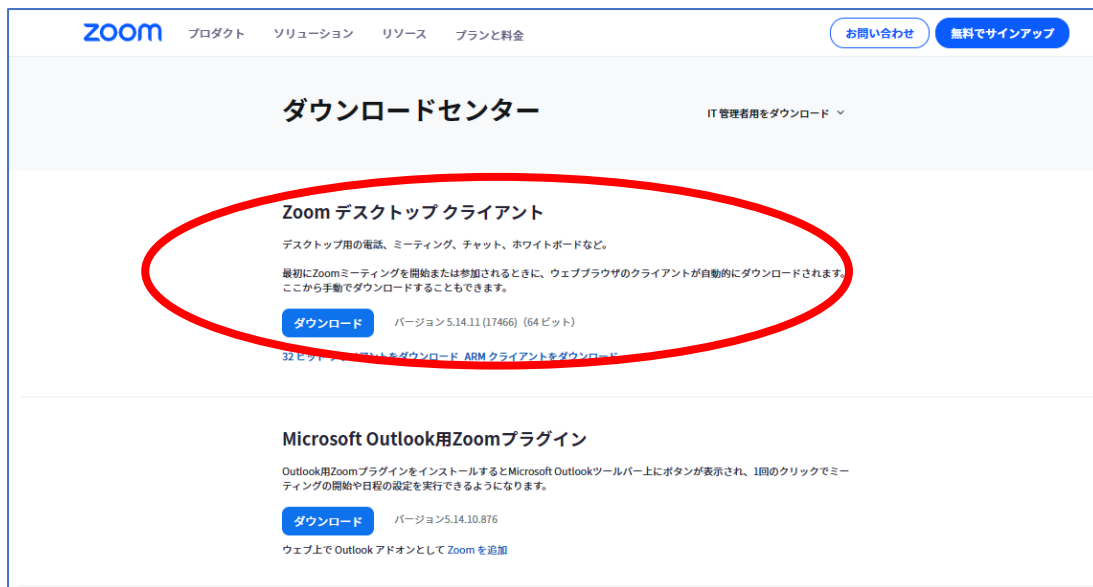 zoom プロダクト ソリューション リソース プランと料金 お問い合わせ 無料でサインアップ
ダウンロードセンター
IT 管理者用をダウンロード
Zoom デスクトップ クライアント
デスクトップ用の電話、ミーティング、チャット、ホワイトボードなど。
最初にZoomミーティングを開始または参加されるときに、ウェブブラウザのクライアントが自動的にダウンロードされます。
ここから手動でダウンロードすることもできます。
ダウンロード バージョン 5.14.11 (17466)（64 ビット）
32 ビット をダウンロード ARM クライアントをダウンロード
Microsoft Outlook用Zoomプラグイン
Outlook用ZoomプラグインをインストールするとMicrosoft Outlookツールバー上にボタンが表示され、1回のクリックでミー
ティングの開始や日程の設定を実行できるようになります。
ダウンロード バージョン5.14.10.876
ウェブ上で Outlook アドオンとして Zoom を追加